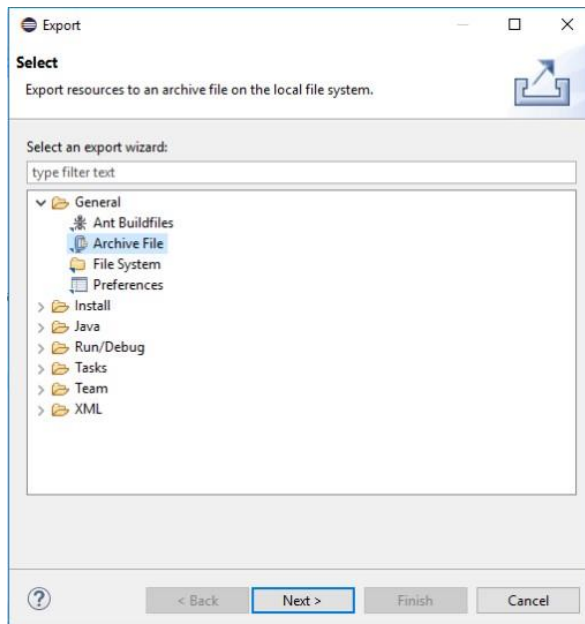 Export
Select
Export resources to an archive file on the local file system.
Select an export wizard:
type filter text
General
Ant Buildfiles
Archive File
File System
Preferences
Install
Java
Run/Debug
Tasks
Team
XML
?
< Back
Next >
Finish
Cancel